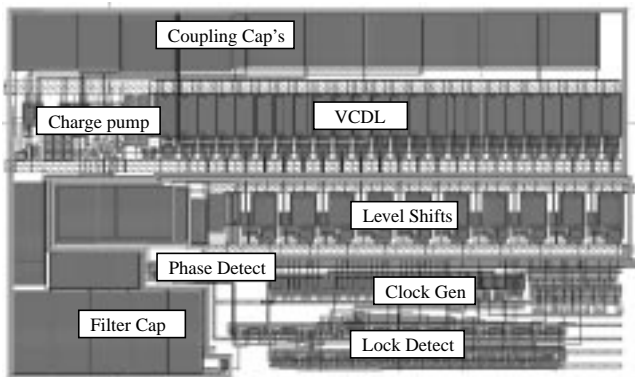 Coupling Cap's
Charge pump
VCDL
Level Shifts
Phase Detect
Clock Gen
Filter Cap
Lock Detect